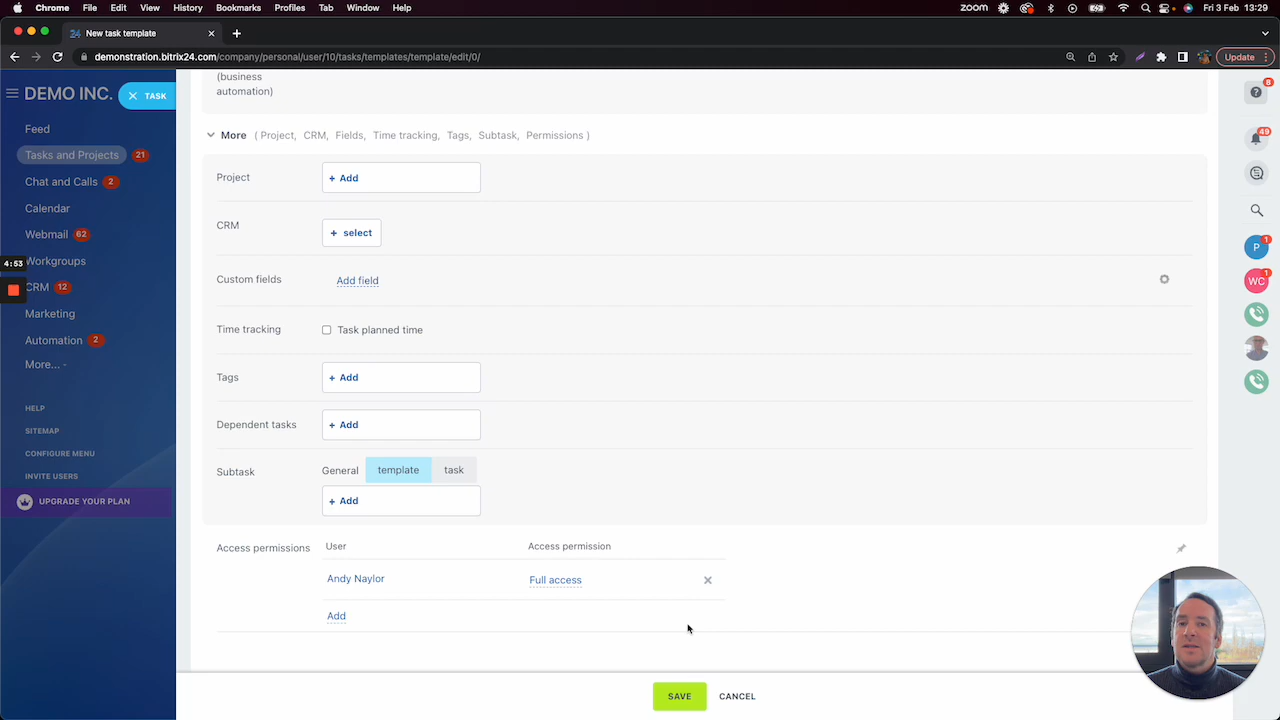 Chrome File Edit View History Bookmarks Profiles Tab Window Help
zoom
Fri 3 Feb 13:29
24 New task template
demonstration.bitrix24.com/company/personal/user/10/tasks/templates/template/edit/0/
Update
DEMO INC.
TASK
Feed
Tasks and Projects 21
Chat and Calls 2
Calendar
Webmail 62
4:53
Workgroups
CRM 12
Marketing
Automation 2
More... -
HELP
SITEMAP
CONFIGURE MENU
INVITE USERS
UPGRADE YOUR PLAN
(business
automation)
More ( Project, CRM, Fields, Time tracking, Tags, Subtask, Permissions )
Project
+ Add
CRM
+ select
Custom fields
Add field
Time tracking
Task planned time
Tags
+ Add
Dependent tasks
+ Add
Subtask
General template task
+ Add
Access permissions
User Access permission
Andy Naylor Full access
Add
SAVE CANCEL
? 8
49
P 1
WC 1